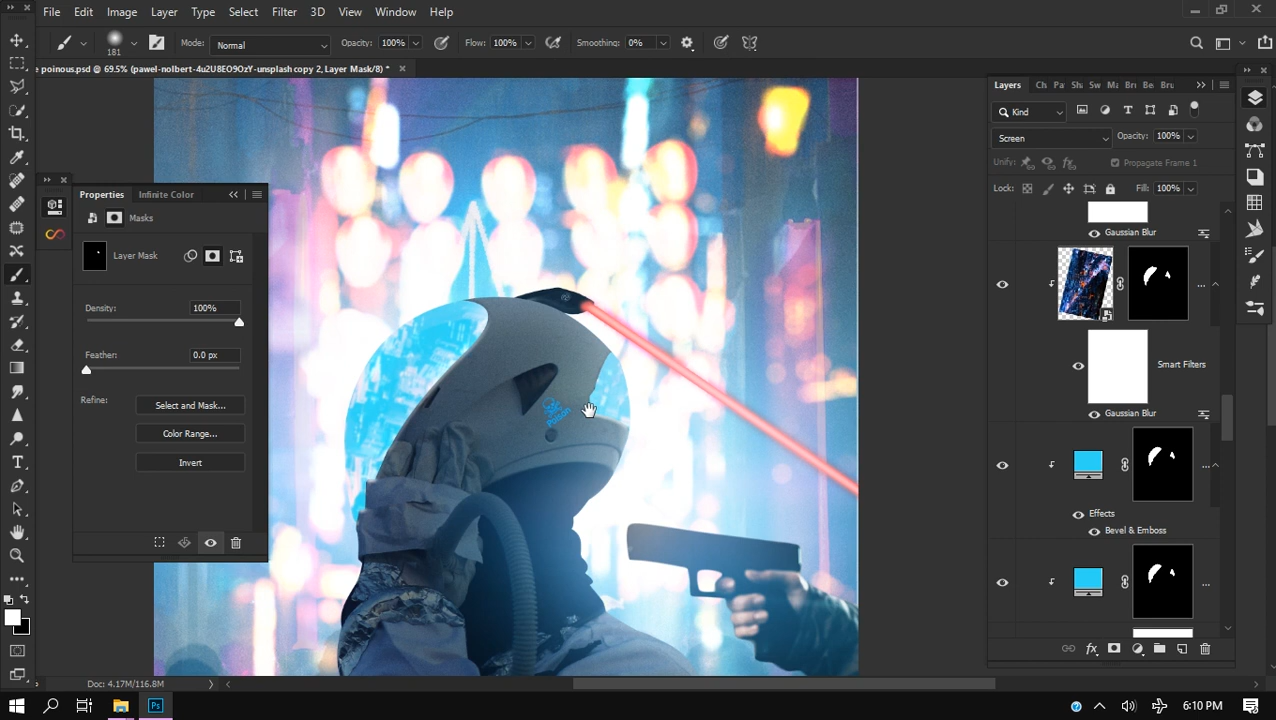 File Edit Image Layer Type Select Filter 3D View Window Help
181 Mode: Normal Opacity: 100% Flow: 100% Smoothing: 0%
e poinous.psd @ 69.5% (pawel-nolbert-4u2U8EO9OzY-unsplash copy 2, Layer Mask/8) *
Properties Infinite Color
Masks
Layer Mask
Density: 100%
Feather: 0.0 px
Refine: Select and Mask...
Color Range...
Invert
Poison
Layers Ch Pa Sh Sw Ma Br Be Bru
Kind
Screen Opacity: 100%
Unify: Propagate Frame 1
Lock: Fill: 100%
Gaussian Blur
Smart Filters
Gaussian Blur
Effects
Bevel & Emboss
Doc: 4.17M/116.8M
Ps 6:10 PM